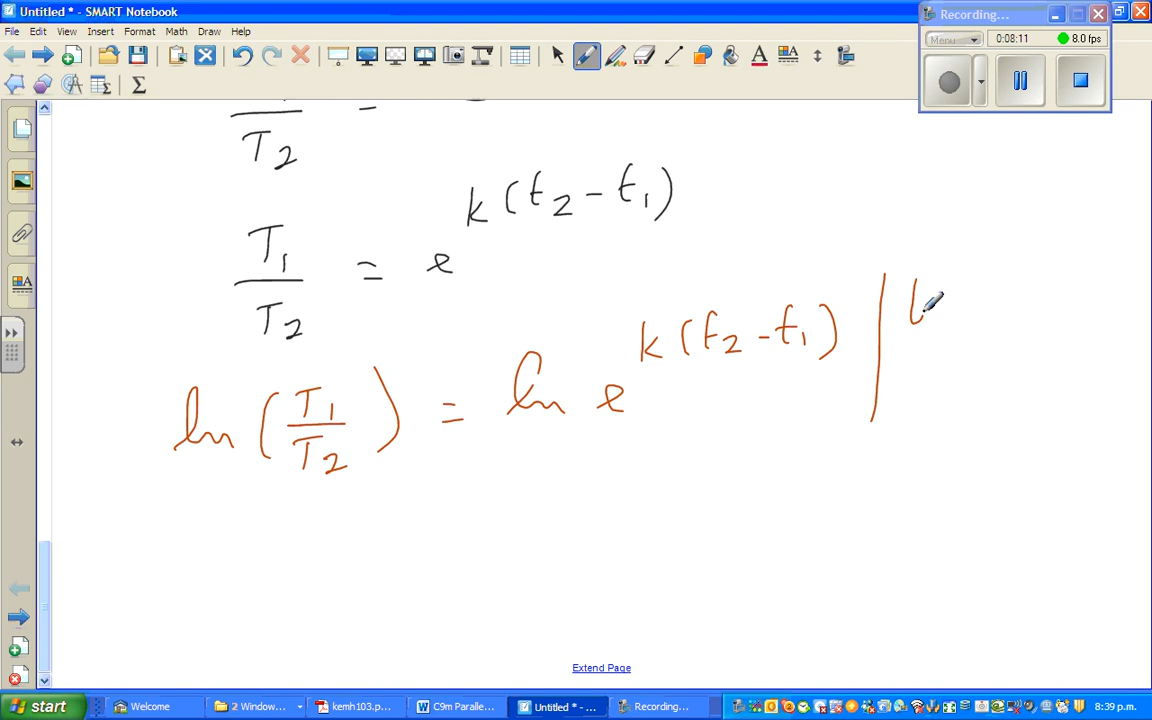 Untitled * - SMART Notebook
File Edit View Insert Format Math Draw Help
Recording...
Menu
0:08:11
8.0 fps
T2 =
T1 / T2 = e^k(t2 - t1)
ln (T1 / T2) = ln e^k(t2 - t1) | l
Extend Page
start
Welcome
2 Window...
kemh103.p...
C9m Paralle...
Untitled * - ...
Recording...
8:39 p.m.